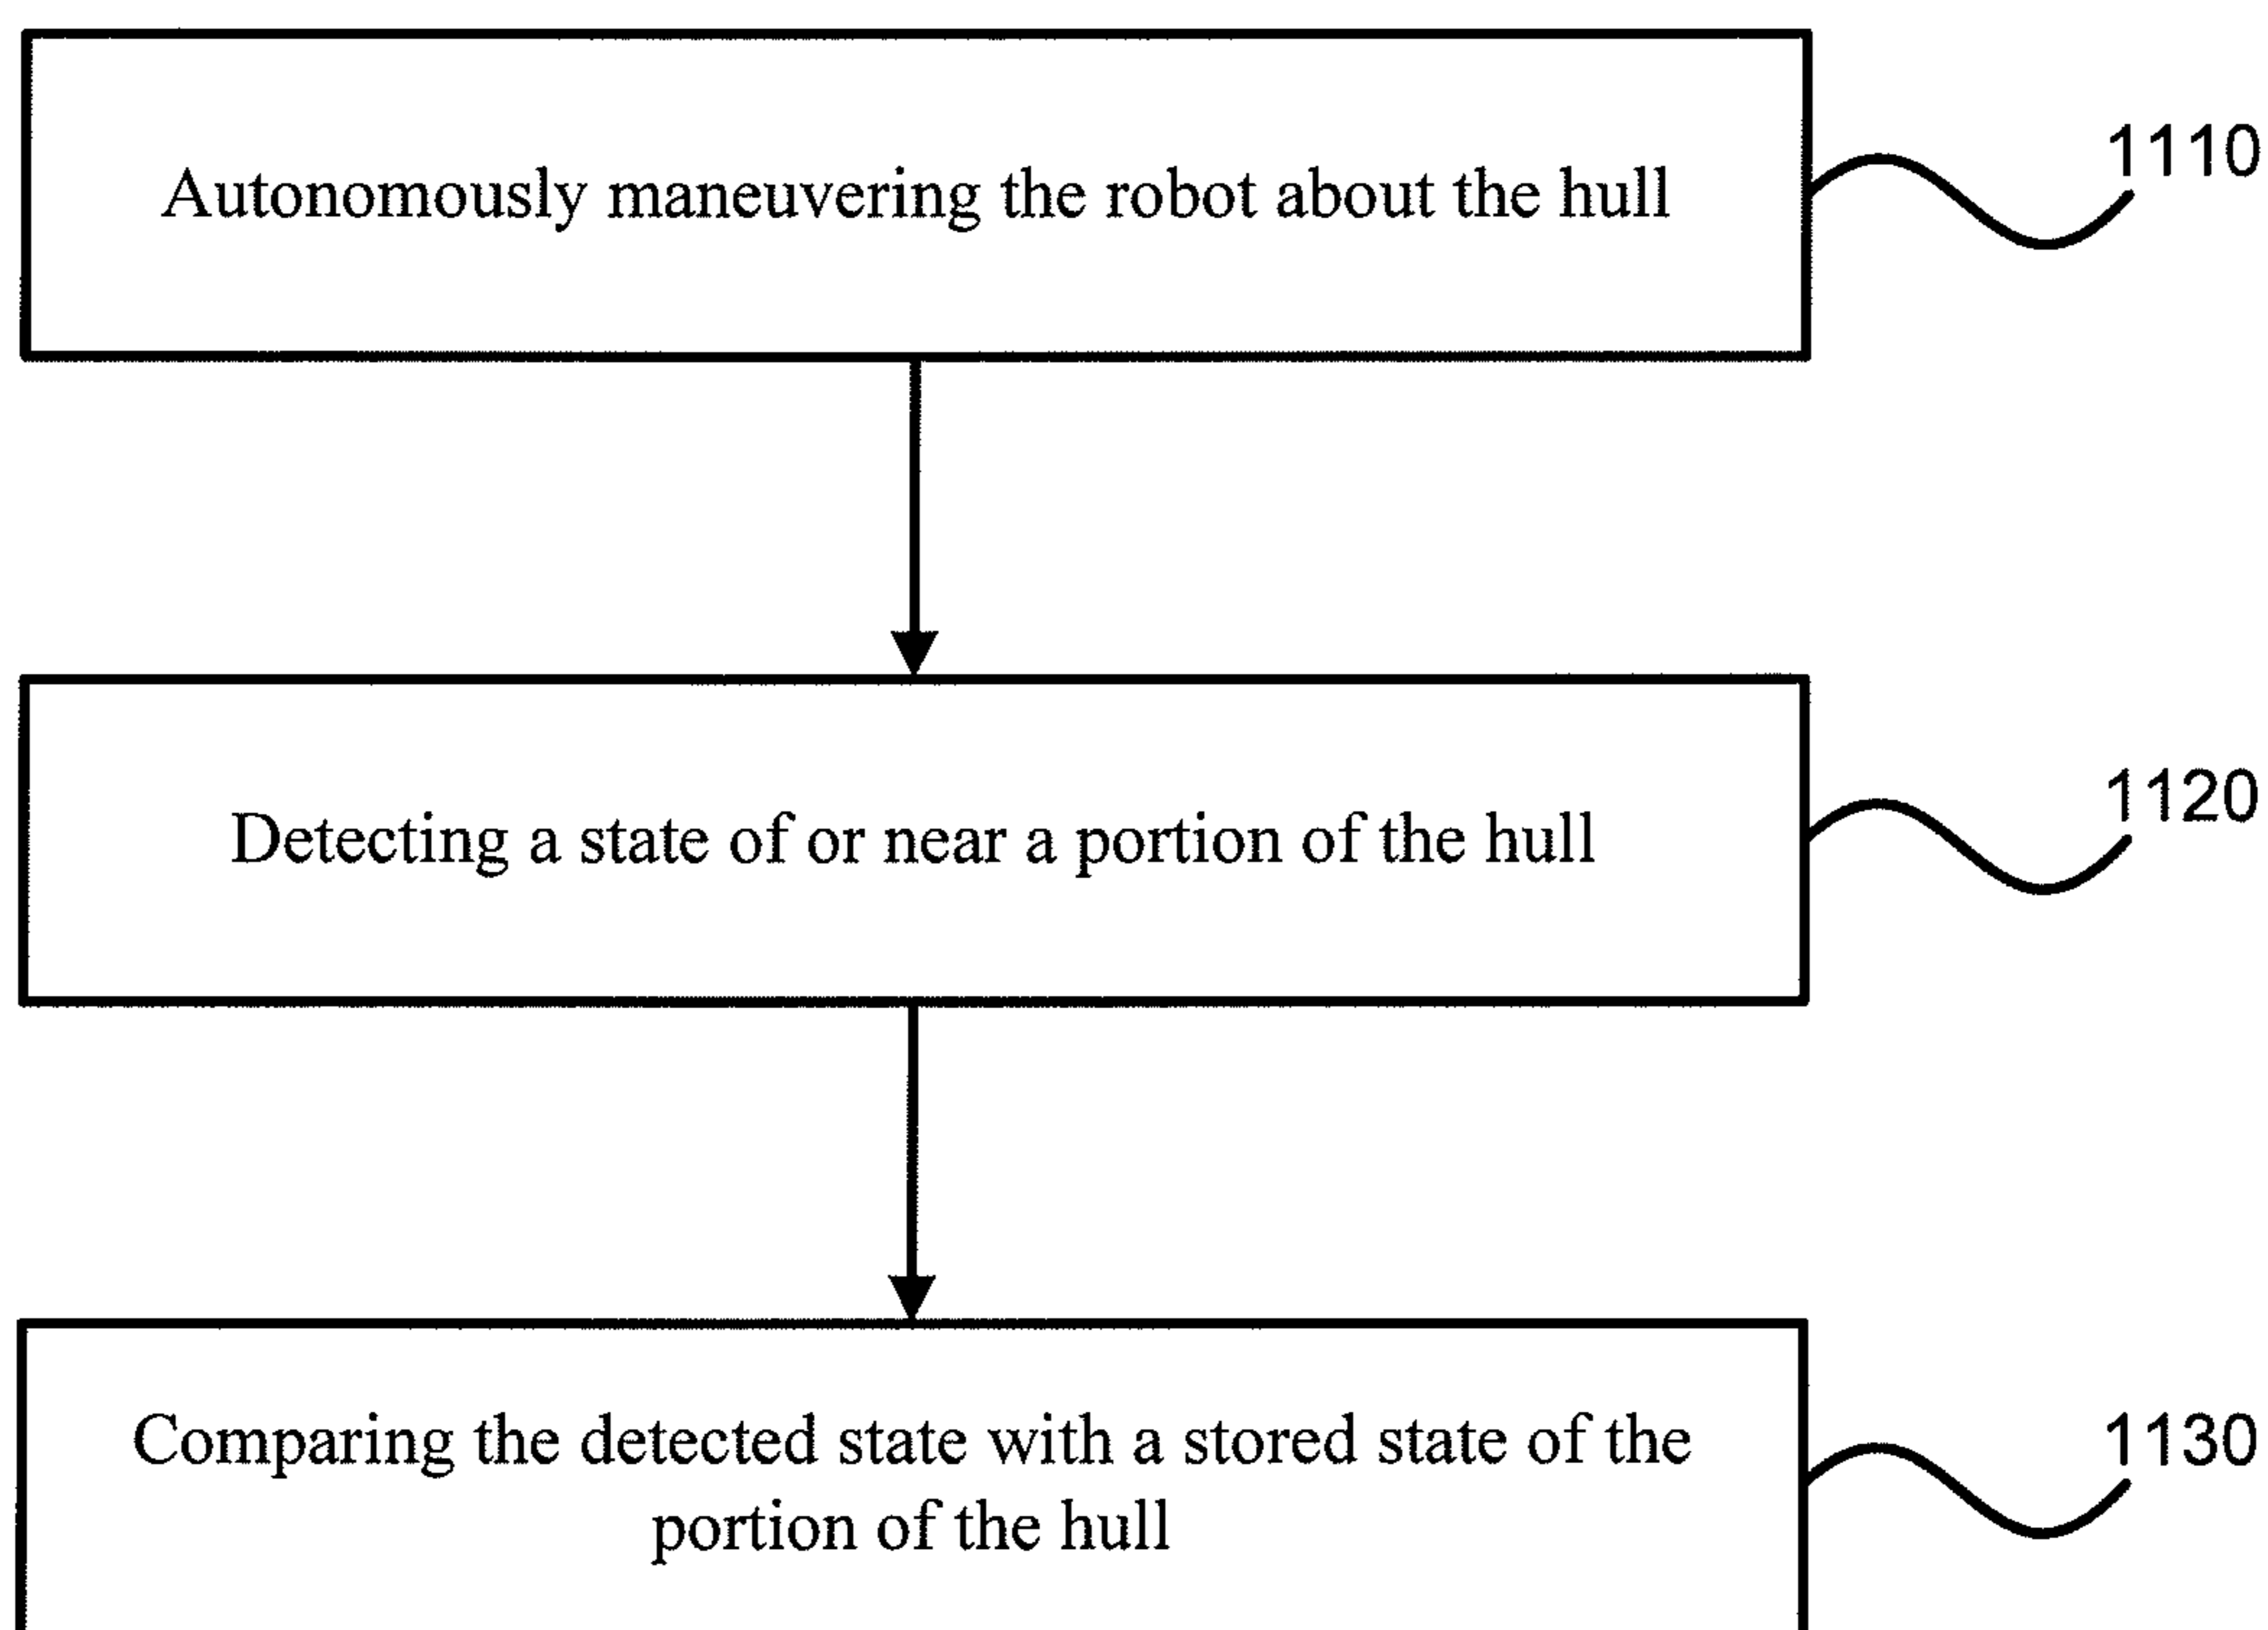 Autonomously maneuvering the robot about the hull
1110
Detecting a state of or near a portion of the hull
1120
Comparing the detected state with a stored state of the
portion of the hull
1130